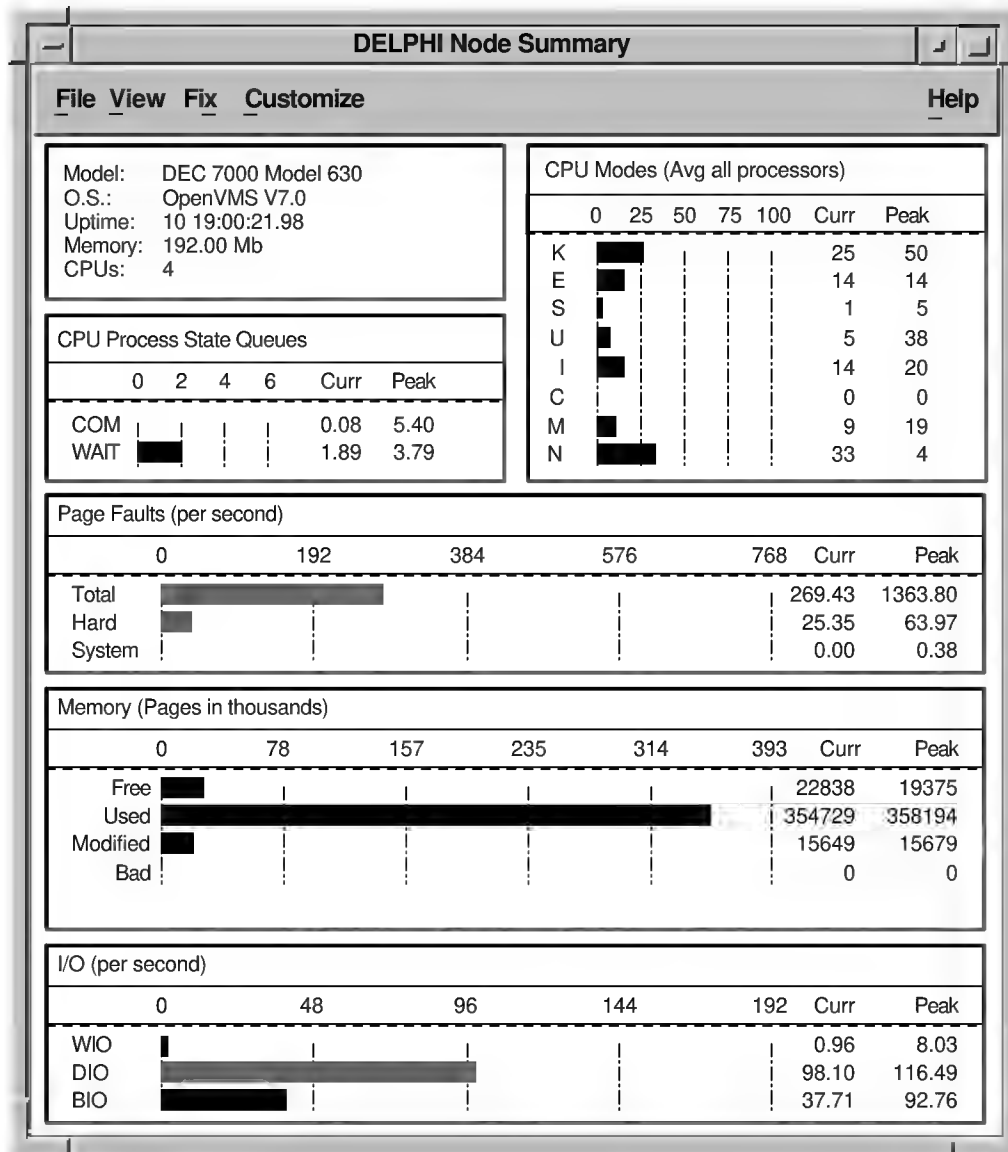 DELPHI Node Summary
File View Fix Customize Help
Model: DEC 7000 Model 630
O.S.: OpenVMS V7.0
Uptime: 10 19:00:21.98
Memory: 192.00 Mb
CPUs: 4
CPU Process State Queues
0 2 4 6 Curr Peak
COM 0.08 5.40
WAIT 1.89 3.79
CPU Modes (Avg all processors)
0 25 50 75 100 Curr Peak
K 25 50
E 14 14
S 1 5
U 5 38
I 14 20
C 0 0
M 9 19
N 33 4
Page Faults (per second)
0 192 384 576 768 Curr Peak
Total 269.43 1363.80
Hard 25.35 63.97
System 0.00 0.38
Memory (Pages in thousands)
0 78 157 235 314 393 Curr Peak
Free 22838 19375
Used 354729 358194
Modified 15649 15679
Bad 0 0
I/O (per second)
0 48 96 144 192 Curr Peak
WIO 0.96 8.03
DIO 98.10 116.49
BIO 37.71 92.76